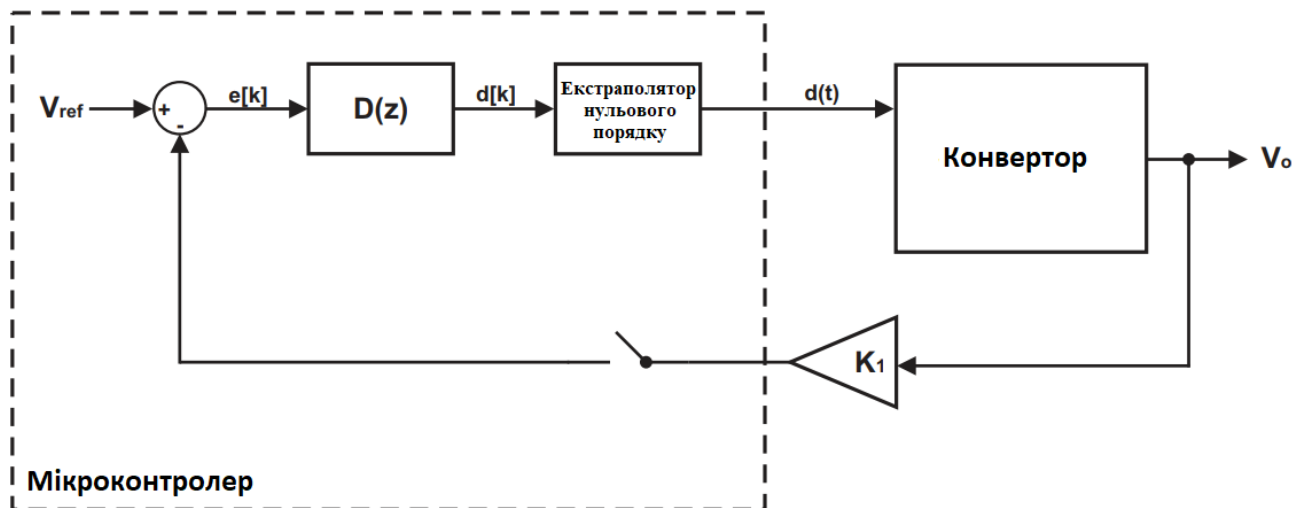 Vref
+
-
e[k]
D(z)
d[k]
Екстраполятор
нульового
порядку
d(t)
Конвертор
Vo
K1
Мікроконтролер